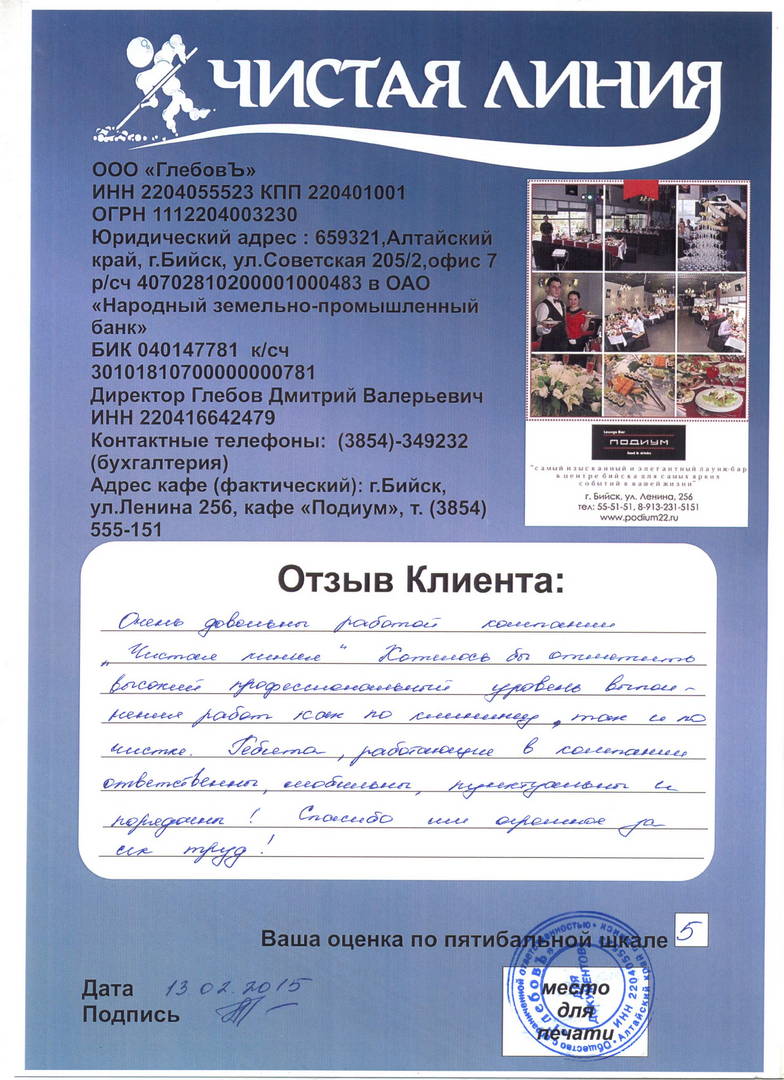 ЧИСТАЯ ЛИНИЯ
ООО «ГлебовЪ»
ИНН 2204055523 КПП 220401001
ОГРН 1112204003230
Юридический адрес : 659321,Алтайский
край, г.Бийск, ул.Советская 205/2,офис 7
р/сч 40702810200001000483 в ОАО
«Народный земельно-промышленный
банк»
БИК 040147781 к/сч
30101810700000000781
Директор Глебов Дмитрий Валерьевич
ИНН 220416642479
Контактные телефоны: (3854)-349232
(бухгалтерия)
Адрес кафе (фактический): г.Бийск,
ул.Ленина 256, кафе «Подиум», т. (3854)
555-151
Lounge Bar
ПОДИУМ
food & drinks
"самый изысканный и элегантный лаунж-бар
в центре бийска для самых ярких
событий в вашей жизни"
г. Бийск, ул. Ленина, 256
тел: 55-51-51, 8-913-231-5151
www.podium22.ru
Отзыв Клиента:
Очень довольны работой компании
„Чистая линия" Хотелось бы отметить
высокий профессиональный уровень выпол-
нения работ как по клинингу, так и по
чистке. Ребята, работающие в компании
ответственны, мобильны, пунктуальны и
порядочны! Спасибо им огромное за
их труд!
Ваша оценка по пятибальной шкале 5
Дата 13.02.2015
Подпись
место
для
печати
Общество с ограниченной ответственностью
«ГлебовЪ»
ДЛЯ
ДОКУМЕНТОВ